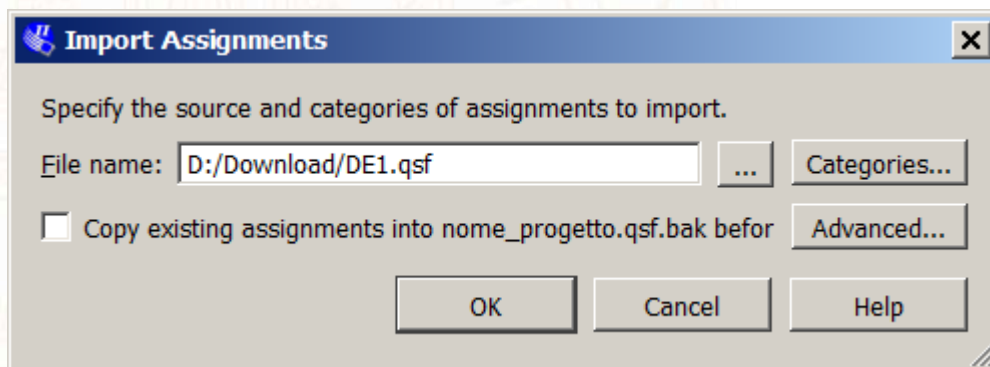 Import Assignments
Specify the source and categories of assignments to import.
File name: D:/Download/DE1.qsf ... Categories...
Copy existing assignments into nome_progetto.qsf.bak befor Advanced...
OK Cancel Help